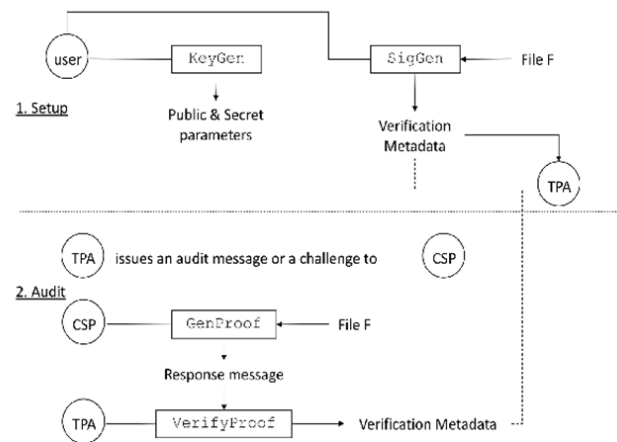 user
KeyGen
SigGen
File F
1. Setup
Public & Secret
parameters
Verification
Metadata
TPA
TPA issues an audit message or a challenge to CSP
2. Audit
CSP
GenProof
File F
Response message
TPA
VerifyProof
Verification Metadata